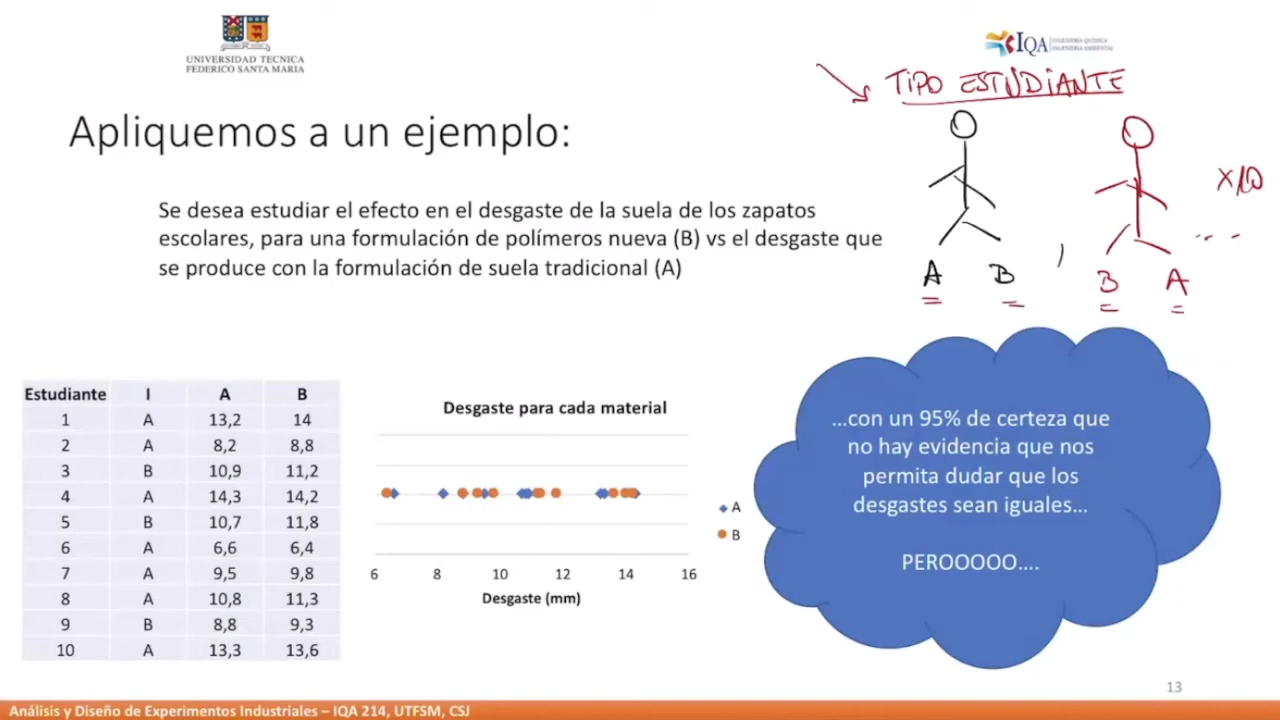 UNIVERSIDAD TECNICA
FEDERICO SANTA MARIA
IQA INGENIERÍA QUÍMICA
INGENIERÍA AMBIENTAL
TIPO ESTUDIANTE
Apliquemos a un ejemplo:
x10
Se desea estudiar el efecto en el desgaste de la suela de los zapatos
escolares, para una formulación de polímeros nueva (B) vs el desgaste que
se produce con la formulación de suela tradicional (A)
A B , B A
Estudiante I A B
1 A 13,2 14
2 A 8,2 8,8
3 B 10,9 11,2
4 A 14,3 14,2
5 B 10,7 11,8
6 A 6,6 6,4
7 A 9,5 9,8
8 A 10,8 11,3
9 B 8,8 9,3
10 A 13,3 13,6
Desgaste para cada material
A
B
6 8 10 12 14 16
Desgaste (mm)
...con un 95% de certeza que
no hay evidencia que nos
permita dudar que los
desgastes sean iguales...
PEROOOOO....
13
Análisis y Diseño de Experimentos Industriales – IQA 214, UTFSM, CSJ